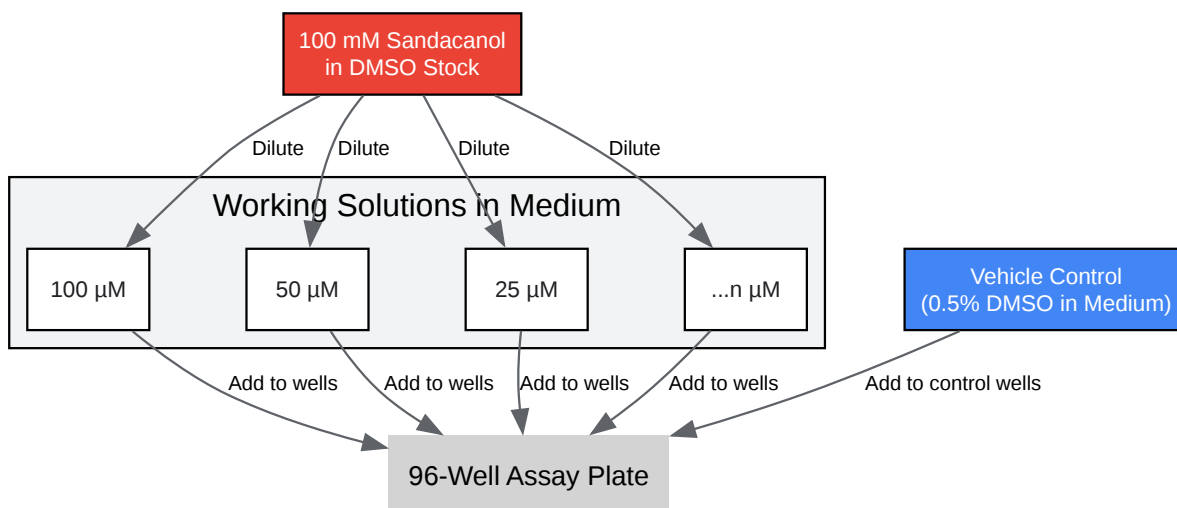 100 mM Sandacanol
in DMSO Stock
Dilute
Dilute
Dilute
Dilute
Working Solutions in Medium
100 µM
50 µM
25 µM
...n µM
Vehicle Control
(0.5% DMSO in Medium)
Add to wells
Add to wells
Add to wells
Add to wells
Add to control wells
96-Well Assay Plate